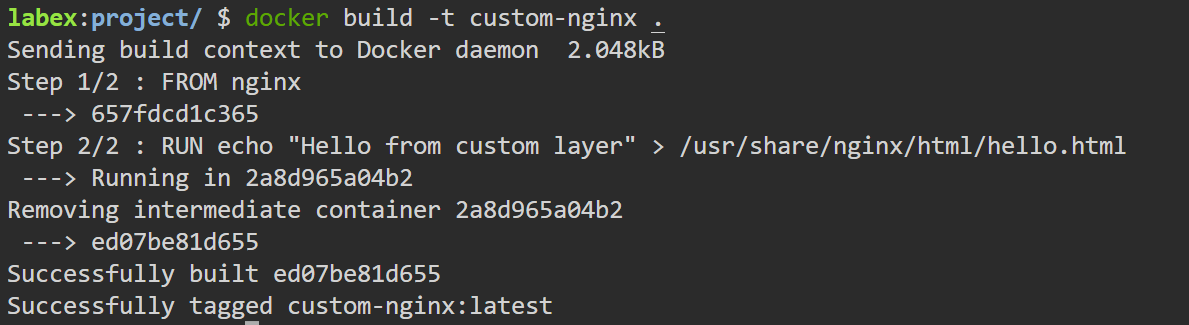 labex:project/ $ docker build -t custom-nginx .
Sending build context to Docker daemon  2.048kB
Step 1/2 : FROM nginx
 ---> 657fdcd1c365
Step 2/2 : RUN echo "Hello from custom layer" > /usr/share/nginx/html/hello.html
 ---> Running in 2a8d965a04b2
Removing intermediate container 2a8d965a04b2
 ---> ed07be81d655
Successfully built ed07be81d655
Successfully tagged custom-nginx:latest